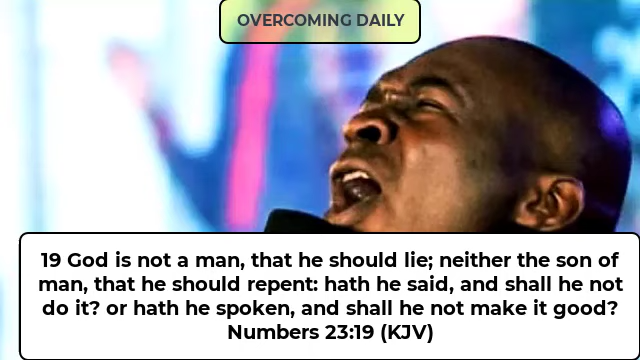 OVERCOMING DAILY
19 God is not a man, that he should lie; neither the son of
man, that he should repent: hath he said, and shall he not
do it? or hath he spoken, and shall he not make it good?
Numbers 23:19 (KJV)